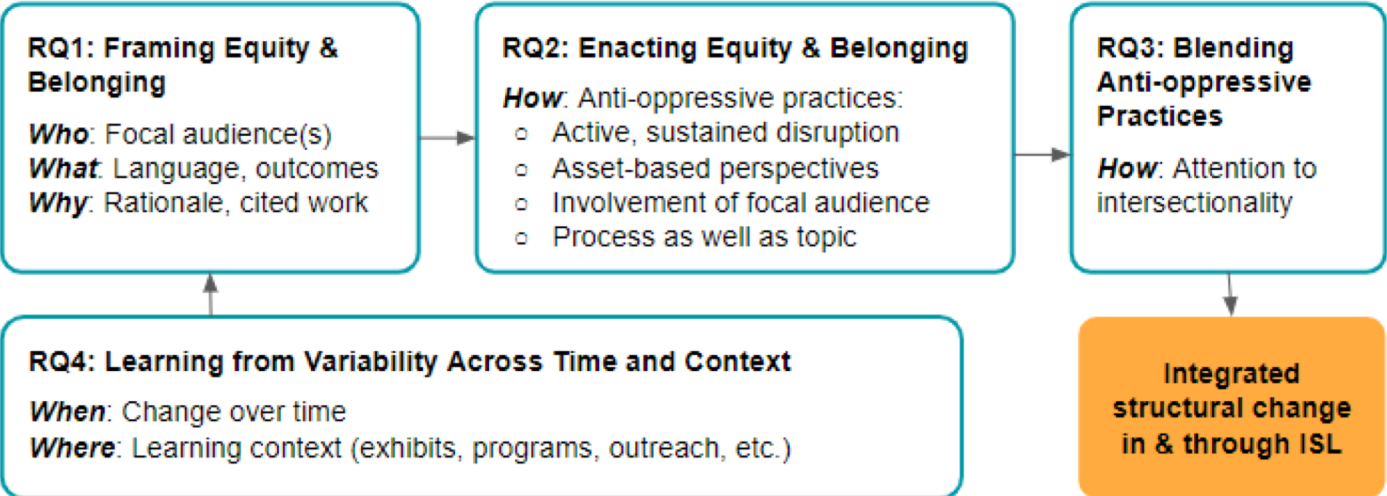 RQ1: Framing Equity &
Belonging
Who: Focal audience(s)
What: Language, outcomes
Why: Rationale, cited work
RQ2: Enacting Equity & Belonging
How: Anti-oppressive practices:
○ Active, sustained disruption
○ Asset-based perspectives
○ Involvement of focal audience
○ Process as well as topic
RQ3: Blending
Anti-oppressive
Practices
How: Attention to
intersectionality
RQ4: Learning from Variability Across Time and Context
When: Change over time
Where: Learning context (exhibits, programs, outreach, etc.)
Integrated
structural change
in & through ISL